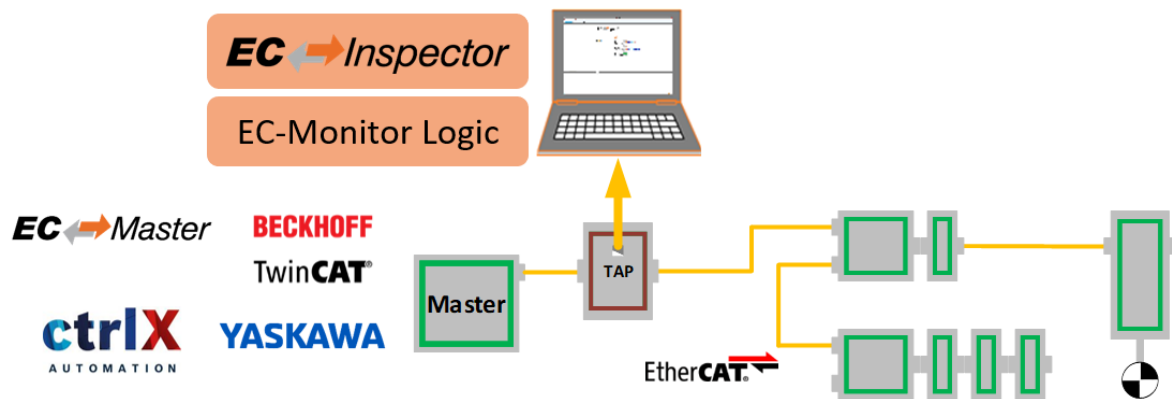 EC Inspector
EC-Monitor Logic
EC Master
BECKHOFF
TwinCAT®
ctrlX
AUTOMATION
YASKAWA
Master
TAP
EtherCAT®